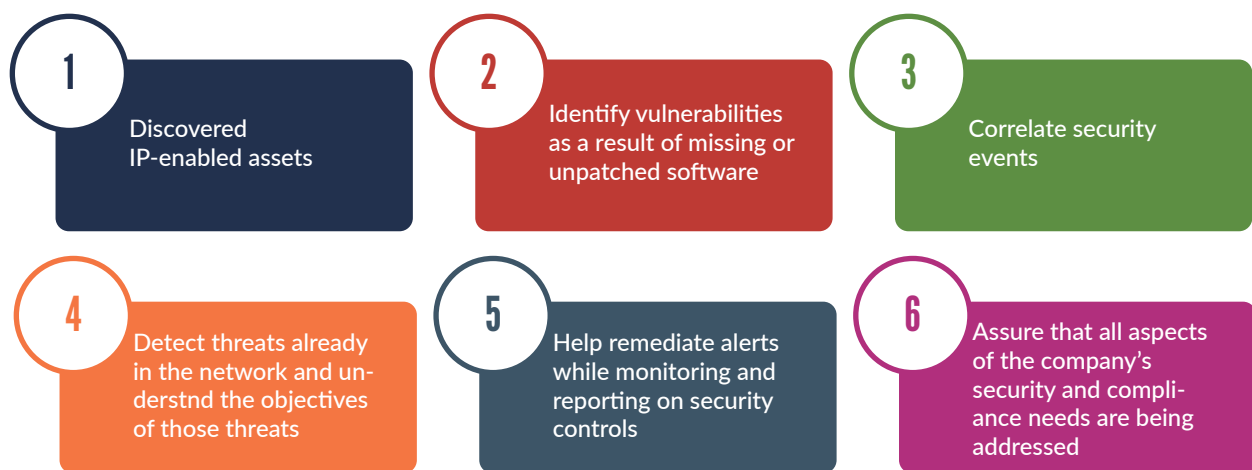 1
Discovered
IP-enabled assets
2
Identify vulnerabilities
as a result of missing or
unpatched software
3
Correlate security
events
4
Detect threats already
in the network and un-
derstnd the objectives
of those threats
5
Help remediate alerts
while monitoring and
reporting on security
controls
6
Assure that all aspects
of the company’s
security and compli-
ance needs are being
addressed